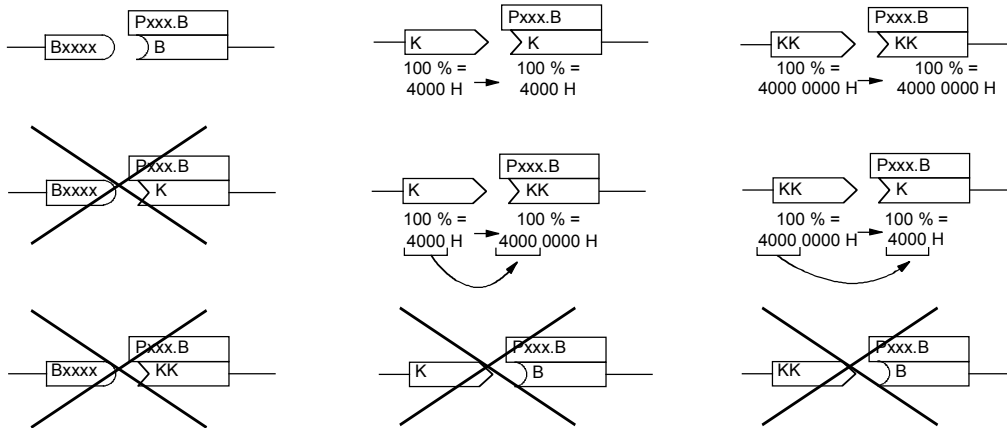 Pxxx.B
Bxxxx B
Pxxx.B
K K
100 % = 100 % =
4000 H 4000 H
Pxxx.B
KK KK
100 % = 100 % =
4000 0000 H 4000 0000 H
Pxxx.B
Bxxxx K
Pxxx.B
K KK
100 % = 100 % =
4000 H 4000 0000 H
Pxxx.B
KK K
100 % = 100 % =
4000 0000 H 4000 H
Pxxx.B
Bxxxx KK
Pxxx.B
K B
Pxxx.B
KK B